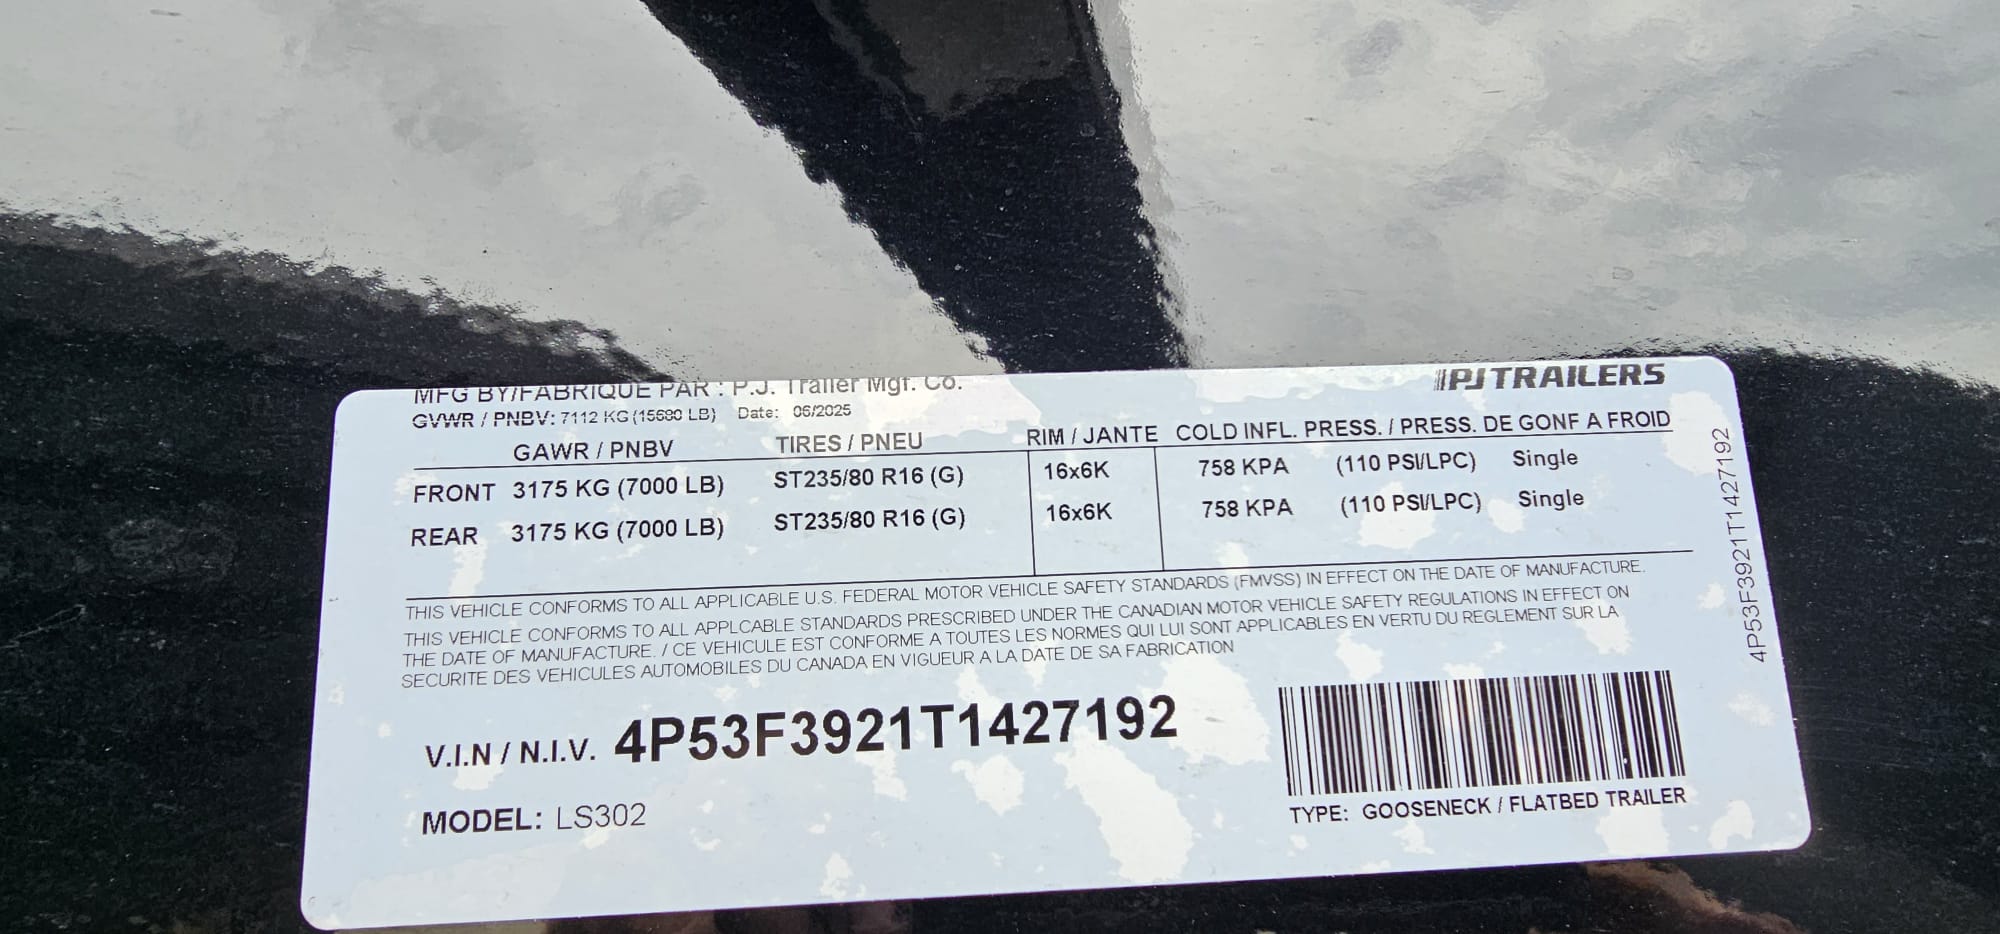 PJ TRAILERS
MFG BY/FABRIQUE PAR : P.J. Trailer Mgf. Co.
GVWR / PNBV: 7112 KG (15680 LB) Date: 06/2025
GAWR / PNBV TIRES / PNEU RIM / JANTE COLD INFL. PRESS. / PRESS. DE GONF A FROID
FRONT 3175 KG (7000 LB) ST235/80 R16 (G) 16x6K 758 KPA (110 PSI/LPC) Single
REAR 3175 KG (7000 LB) ST235/80 R16 (G) 16x6K 758 KPA (110 PSI/LPC) Single
THIS VEHICLE CONFORMS TO ALL APPLICABLE U.S. FEDERAL MOTOR VEHICLE SAFETY STANDARDS (FMVSS) IN EFFECT ON THE DATE OF MANUFACTURE.
THIS VEHICLE CONFORMS TO ALL APPLCABLE STANDARDS PRESCRIBED UNDER THE CANADIAN MOTOR VEHICLE SAFETY REGULATIONS IN EFFECT ON
THE DATE OF MANUFACTURE. / CE VEHICULE EST CONFORME A TOUTES LES NORMES QUI LUI SONT APPLICABLES EN VERTU DU REGLEMENT SUR LA
SECURITE DES VEHICULES AUTOMOBILES DU CANADA EN VIGUEUR A LA DATE DE SA FABRICATION
V.I.N / N.I.V. 4P53F3921T1427192
MODEL: LS302
TYPE: GOOSENECK / FLATBED TRAILER
4P53F3921T1427192